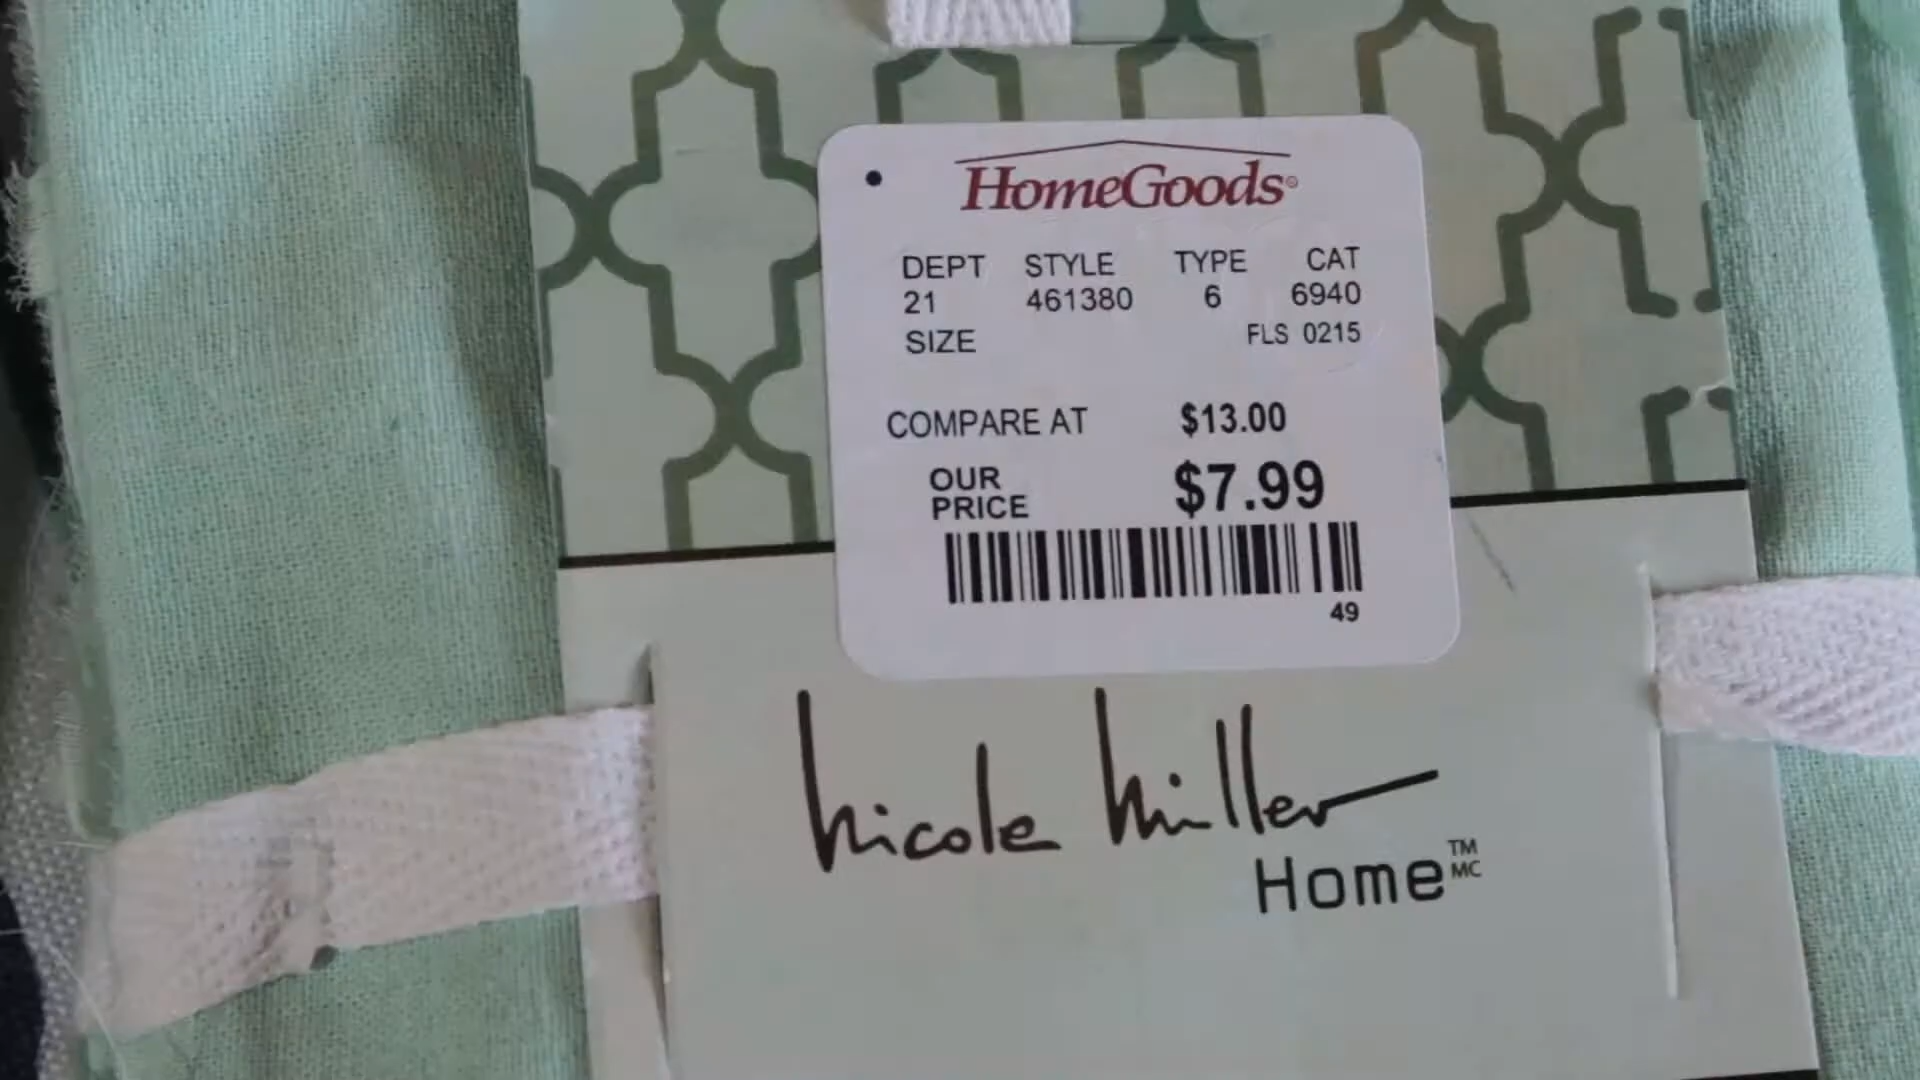 HomeGoods®
DEPT STYLE TYPE CAT
21 461380 6 6940
SIZE FLS 0215
COMPARE AT $13.00
OUR PRICE $7.99
49
nicole miller
Home™ MC